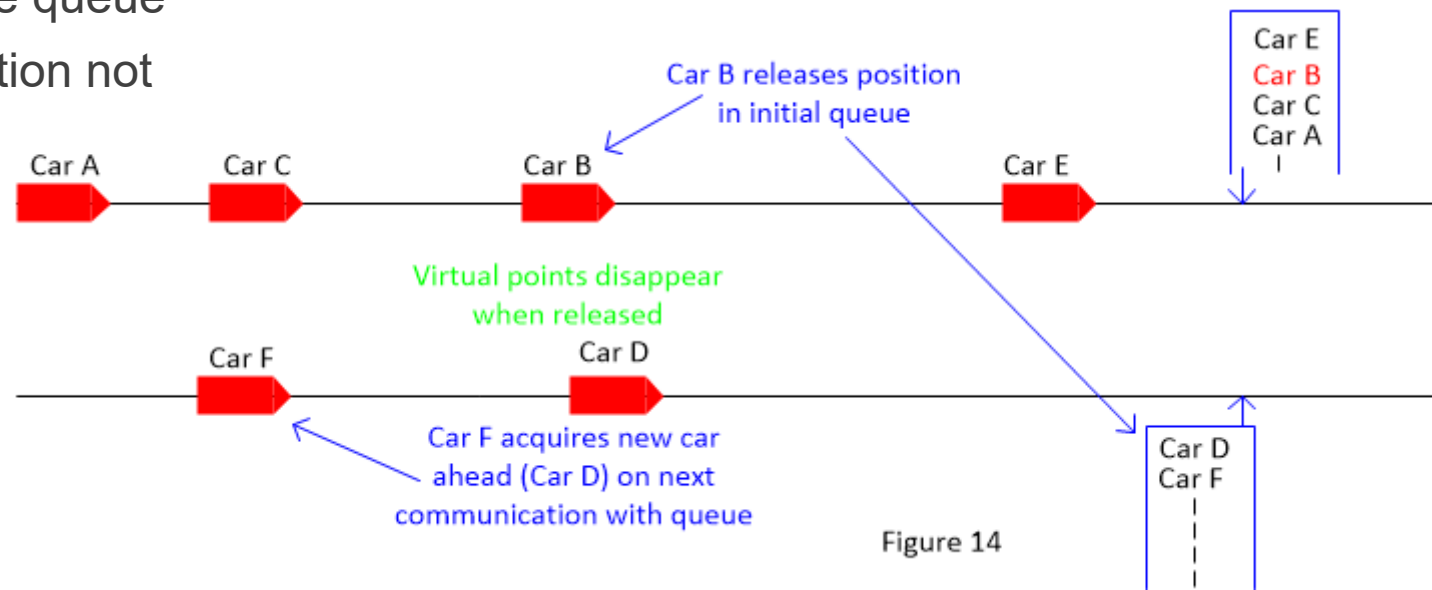 e queue
tion not
Car B releases position
in initial queue
Car E
Car B
Car C
Car A
Car A
Car C
Car B
Car E
Virtual points disappear
when released
Car F
Car D
Car F acquires new car
ahead (Car D) on next
communication with queue
Car D
Car F
Figure 14